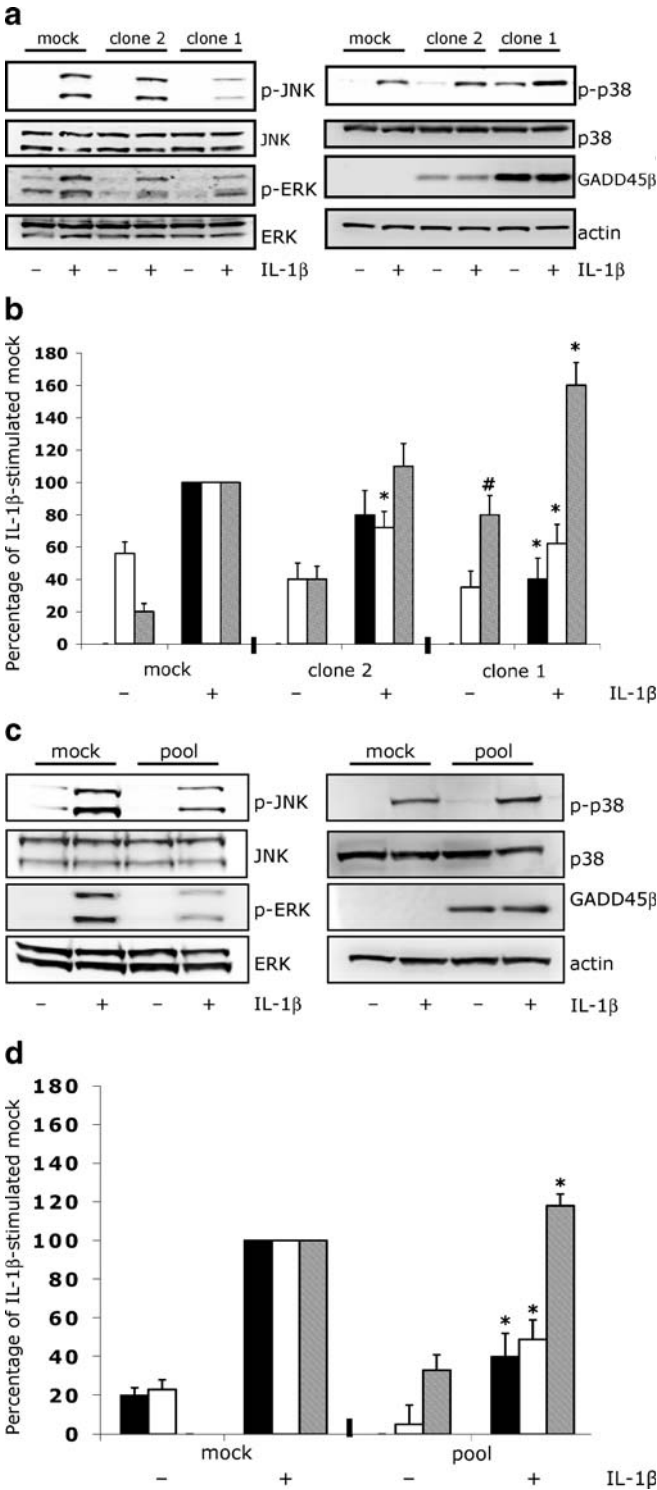 a
mock clone 2 clone 1
p-JNK
JNK
p-ERK
ERK
– + – + – + IL-1β
mock clone 2 clone 1
p-p38
p38
GADD45β
actin
– + – + – + IL-1β
b
Percentage of IL-1β-stimulated mock
180
160
140
120
100
80
60
40
20
0
*
#
*
*
*
mock clone 2 clone 1
– + – + – + IL-1β
c
mock pool
p-JNK
JNK
p-ERK
ERK
– + – + IL-1β
mock pool
p-p38
p38
GADD45β
actin
– + – + IL-1β
d
Percentage of IL-1β-stimulated mock
180
160
140
120
100
80
60
40
20
0
*
* *
mock pool
– + – + IL-1β